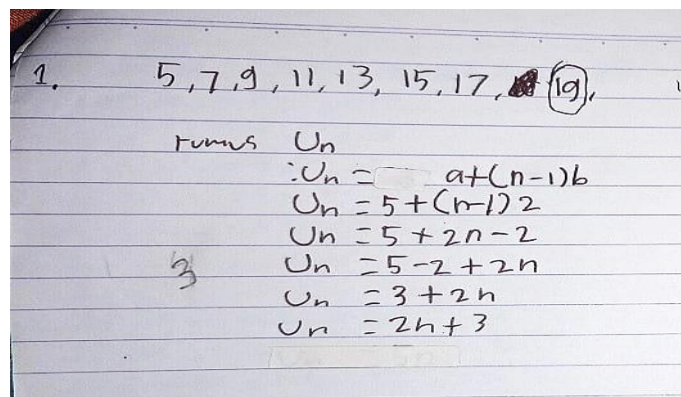 1. 5, 7, 9, 11, 13, 15, 17, 19,
rumus Un
: Un = a+(n-1)b
Un = 5+(n-1)2
Un = 5+2n-2
3 Un = 5-2+2n
Un = 3+2n
Un = 2n+3